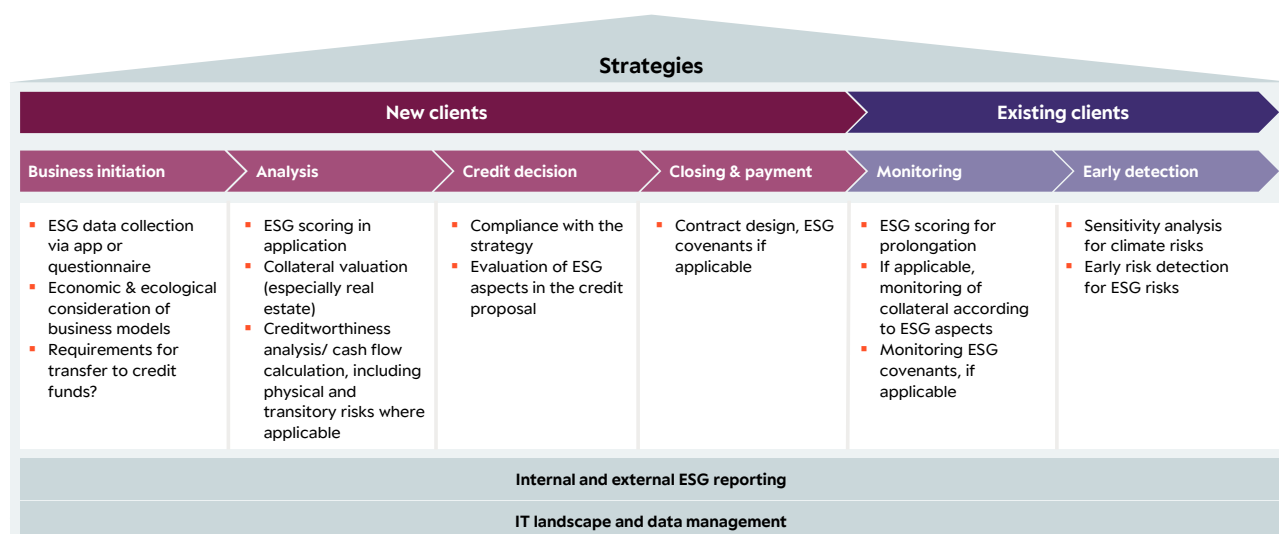 Strategies
New clients
Existing clients
Business initiation
Analysis
Credit decision
Closing & payment
Monitoring
Early detection
▪ ESG data collection
via app or
questionnaire
▪ Economic & ecological
consideration of
business models
▪ Requirements for
transfer to credit
funds?
▪ ESG scoring in
application
▪ Collateral valuation
(especially real
estate)
▪ Creditworthiness
analysis/ cash flow
calculation, including
physical and
transitory risks where
applicable
▪ Compliance with the
strategy
▪ Evaluation of ESG
aspects in the credit
proposal
▪ Contract design, ESG
covenants if
applicable
▪ ESG scoring for
prolongation
▪ If applicable,
monitoring of
collateral according
to ESG aspects
▪ Monitoring ESG
covenants, if
applicable
▪ Sensitivity analysis
for climate risks
▪ Early risk detection
for ESG risks
Internal and external ESG reporting
IT landscape and data management